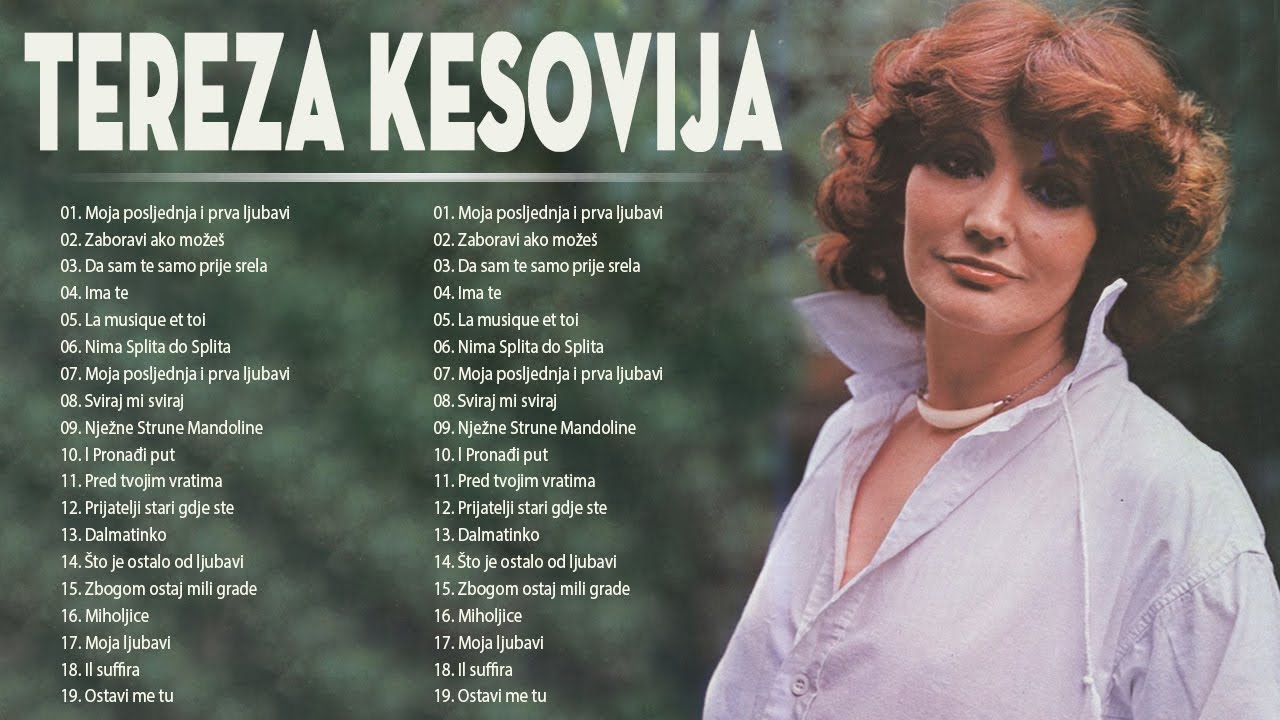 TEREZA KESOVIJA
01. Moja posljednja i prva ljubavi
02. Zaboravi ako možeš
03. Da sam te samo prije srela
04. Ima te
05. La musique et toi
06. Nima Splita do Splita
07. Moja posljednja i prva ljubavi
08. Sviraj mi sviraj
09. Nježne Strune Mandoline
10. I Pronađi put
11. Pred tvojim vratima
12. Prijatelji stari gdje ste
13. Dalmatinko
14. Što je ostalo od ljubavi
15. Zbogom ostaj mili grade
16. Miholjice
17. Moja ljubavi
18. Il suffira
19. Ostavi me tu
01. Moja posljednja i prva ljubavi
02. Zaboravi ako možeš
03. Da sam te samo prije srela
04. Ima te
05. La musique et toi
06. Nima Splita do Splita
07. Moja posljednja i prva ljubavi
08. Sviraj mi sviraj
09. Nježne Strune Mandoline
10. I Pronađi put
11. Pred tvojim vratima
12. Prijatelji stari gdje ste
13. Dalmatinko
14. Što je ostalo od ljubavi
15. Zbogom ostaj mili grade
16. Miholjice
17. Moja ljubavi
18. Il suffira
19. Ostavi me tu